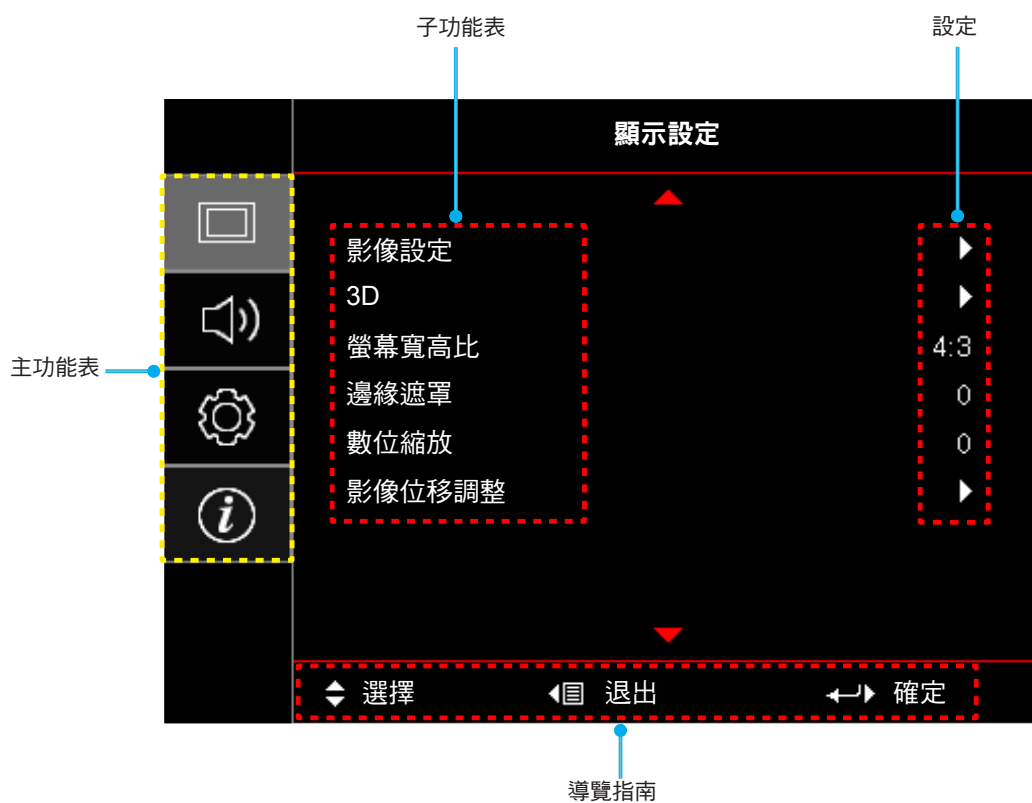 子功能表 設定
顯示設定
影像設定
3D
螢幕寬高比 4:3
主功能表
邊緣遮罩 0
數位縮放 0
影像位移調整
選擇 退出 確定
導覽指南